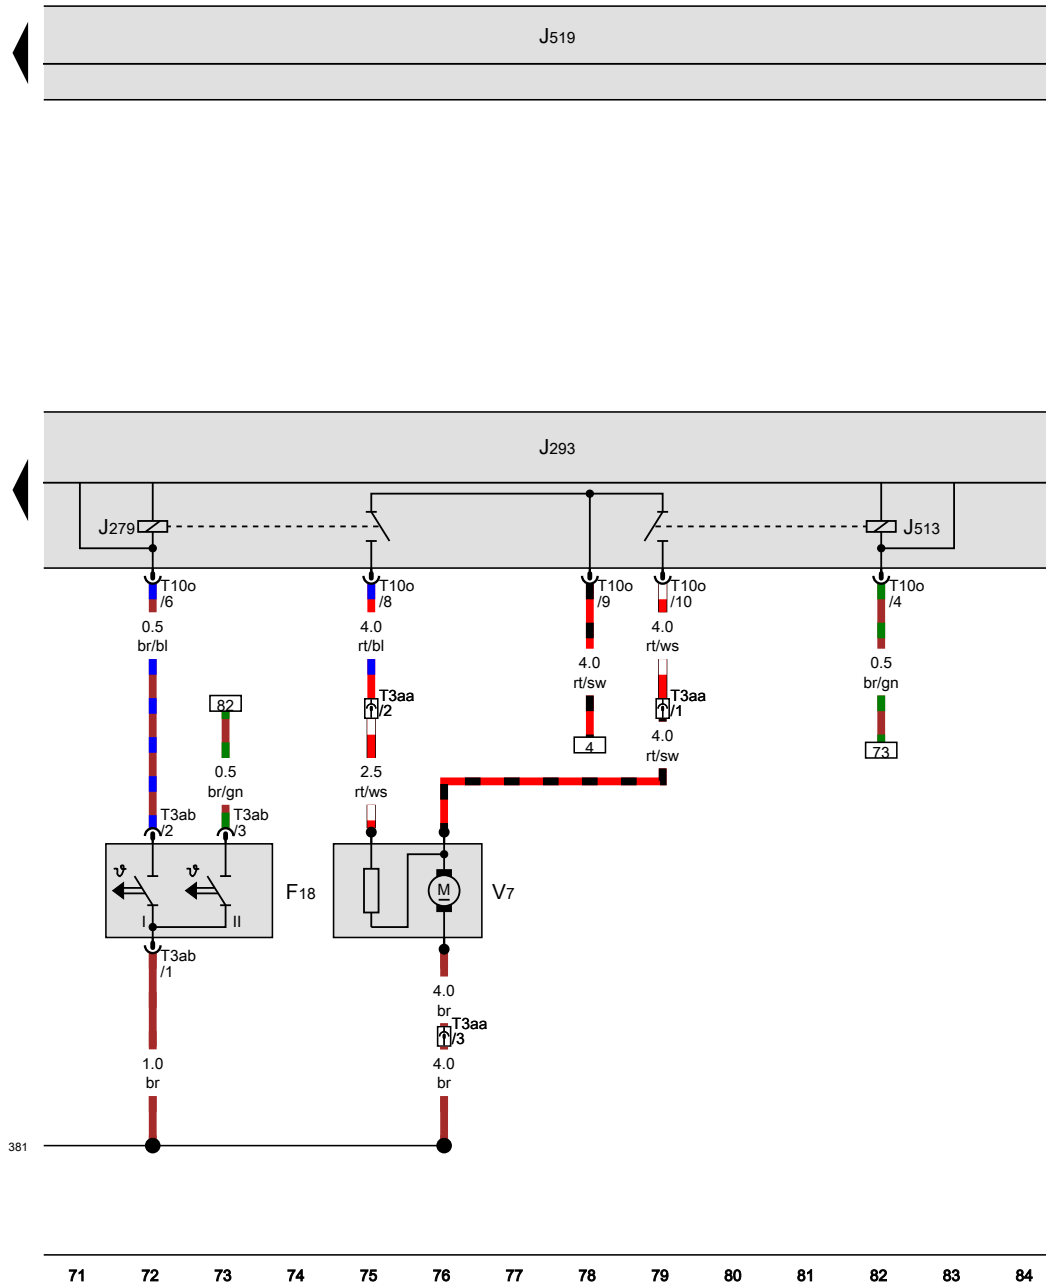 J519
J293
J279
J513
T10o
/6
T10o
/8
T10o
/9
T10o
/10
T10o
/4
0.5
br/bl
4.0
rt/bl
4.0
rt/sw
4.0
rt/ws
0.5
br/gn
82
T3aa
/2
T3aa
/1
4
73
4.0
rt/sw
0.5
br/gn
2.5
rt/ws
T3ab
/2
T3ab
/3
ϑ
ϑ
I
II
F18
M
V7
T3ab
/1
4.0
br
T3aa
/3
1.0
br
4.0
br
381
71 72 73 74 75 76 77 78 79 80 81 82 83 84